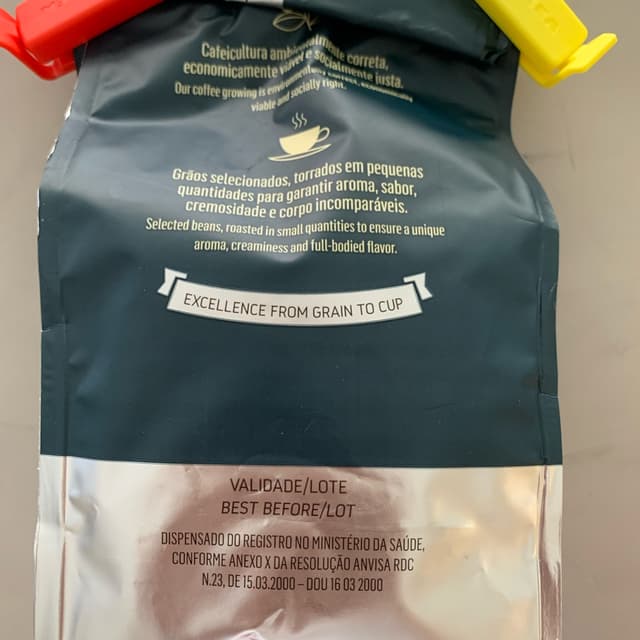 Cafeicultura ambientalmente correta,
economicamente viável e socialmente justa.
Our coffee growing is environmentally correct, economically
viable and socially right.
Grãos selecionados, torrados em pequenas
quantidades para garantir aroma, sabor,
cremosidade e corpo incomparáveis.
Selected beans, roasted in small quantities to ensure a unique
aroma, creaminess and full-bodied flavor.
EXCELLENCE FROM GRAIN TO CUP
VALIDADE/LOTE
BEST BEFORE/LOT
DISPENSADO DO REGISTRO NO MINISTÉRIO DA SAÚDE,
CONFORME ANEXO X DA RESOLUÇÃO ANVISA RDC
N.23, DE 15.03.2000 – DOU 16 03 2000